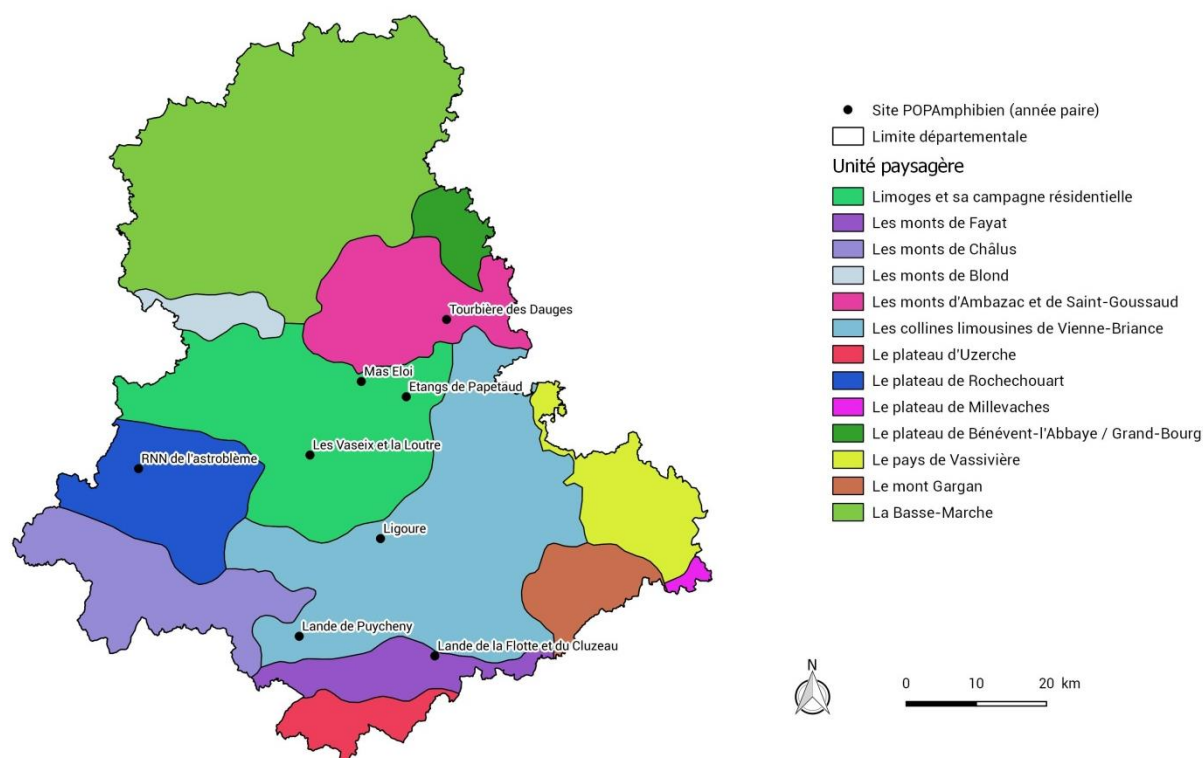 Tourbière des Dauges
Mas Eloi
Etangs de Papetaud
Les Vaseix et la Loutre
RNN de l'astroblème
Ligoure
Lande de Puycheny
Lande de la Flotte et du Cluzeau
Site POPAmphibien (année paire)
Limite départementale
Unité paysagère
Limoges et sa campagne résidentielle
Les monts de Fayat
Les monts de Châlus
Les monts de Blond
Les monts d'Ambazac et de Saint-Goussaud
Les collines limousines de Vienne-Briance
Le plateau d'Uzerche
Le plateau de Rochechouart
Le plateau de Millevaches
Le plateau de Bénévent-l'Abbaye / Grand-Bourg
Le pays de Vassivière
Le mont Gargan
La Basse-Marche
N
0 10 20 km